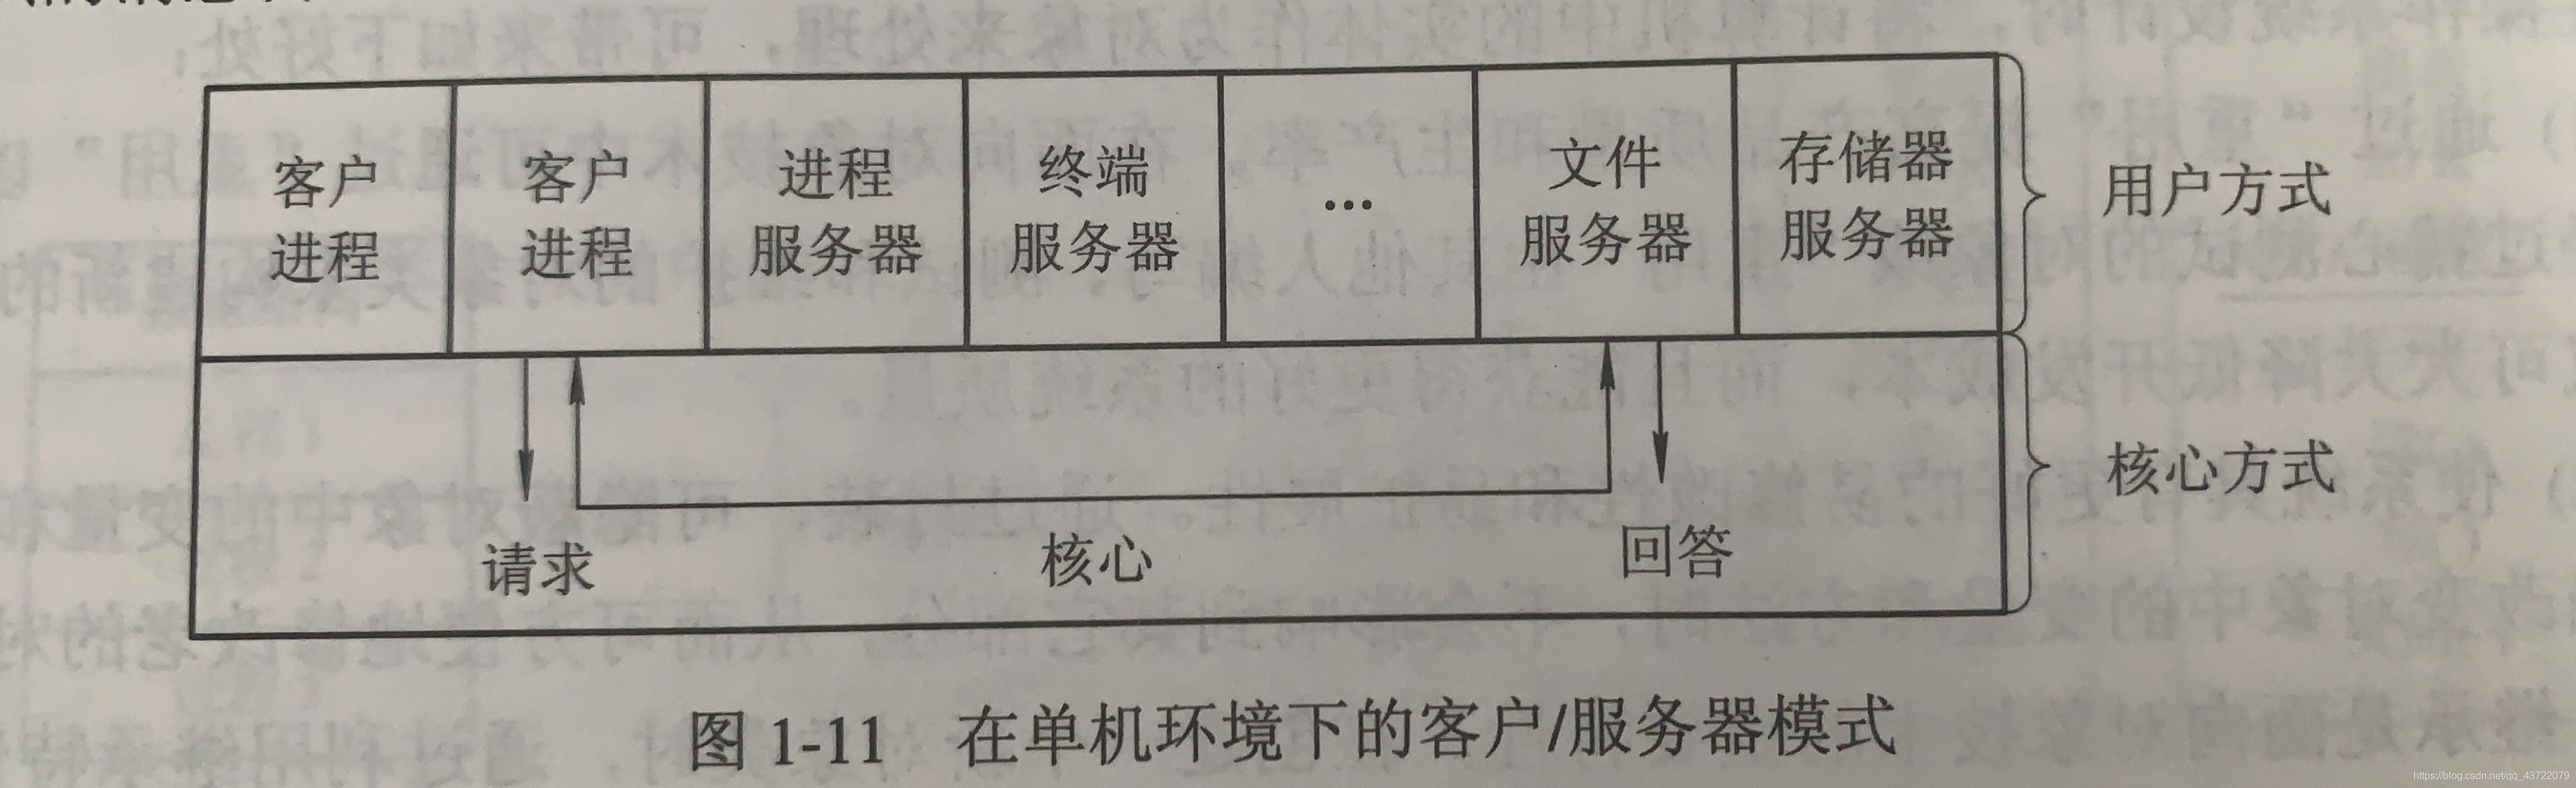 客户
进程
客户
进程
进程
服务器
终端
服务器
...
文件
服务器
存储器
服务器
用户方式
请求
核心
回答
核心方式
图 1-11 在单机环境下的客户/服务器模式
https://blog.csdn.net/qq_43722079